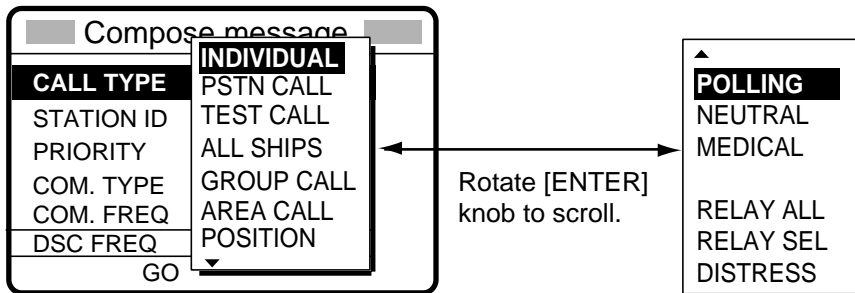 Compose message
CALL TYPE
STATION ID
PRIORITY
COM. TYPE
COM. FREQ
DSC FREQ
GO
INDIVIDUAL
PSTN CALL
TEST CALL
ALL SHIPS
GROUP CALL
AREA CALL
POSITION
Rotate [ENTER]
knob to scroll.
POLLING
NEUTRAL
MEDICAL
RELAY ALL
RELAY SEL
DISTRESS